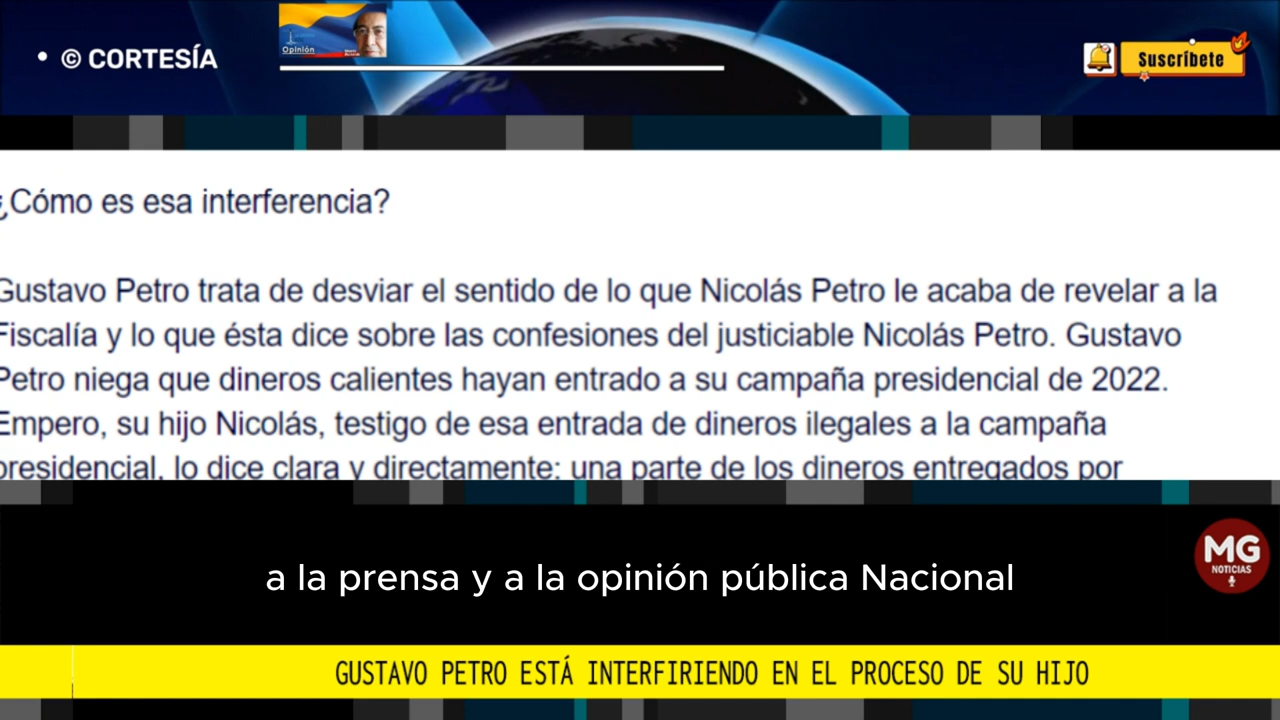 • © CORTESÍA
Opinión
Suscríbete
¿Cómo es esa interferencia?
Gustavo Petro trata de desviar el sentido de lo que Nicolás Petro le acaba de revelar a la
Fiscalía y lo que ésta dice sobre las confesiones del justiciable Nicolás Petro. Gustavo
Petro niega que dineros calientes hayan entrado a su campaña presidencial de 2022.
Empero, su hijo Nicolás, testigo de esa entrada de dineros ilegales a la campaña
presidencial, lo dice clara y directamente: una parte de los dineros entregados por
a la prensa y a la opinión pública Nacional
MG
NOTICIAS
GUSTAVO PETRO ESTÁ INTERFIRIENDO EN EL PROCESO DE SU HIJO